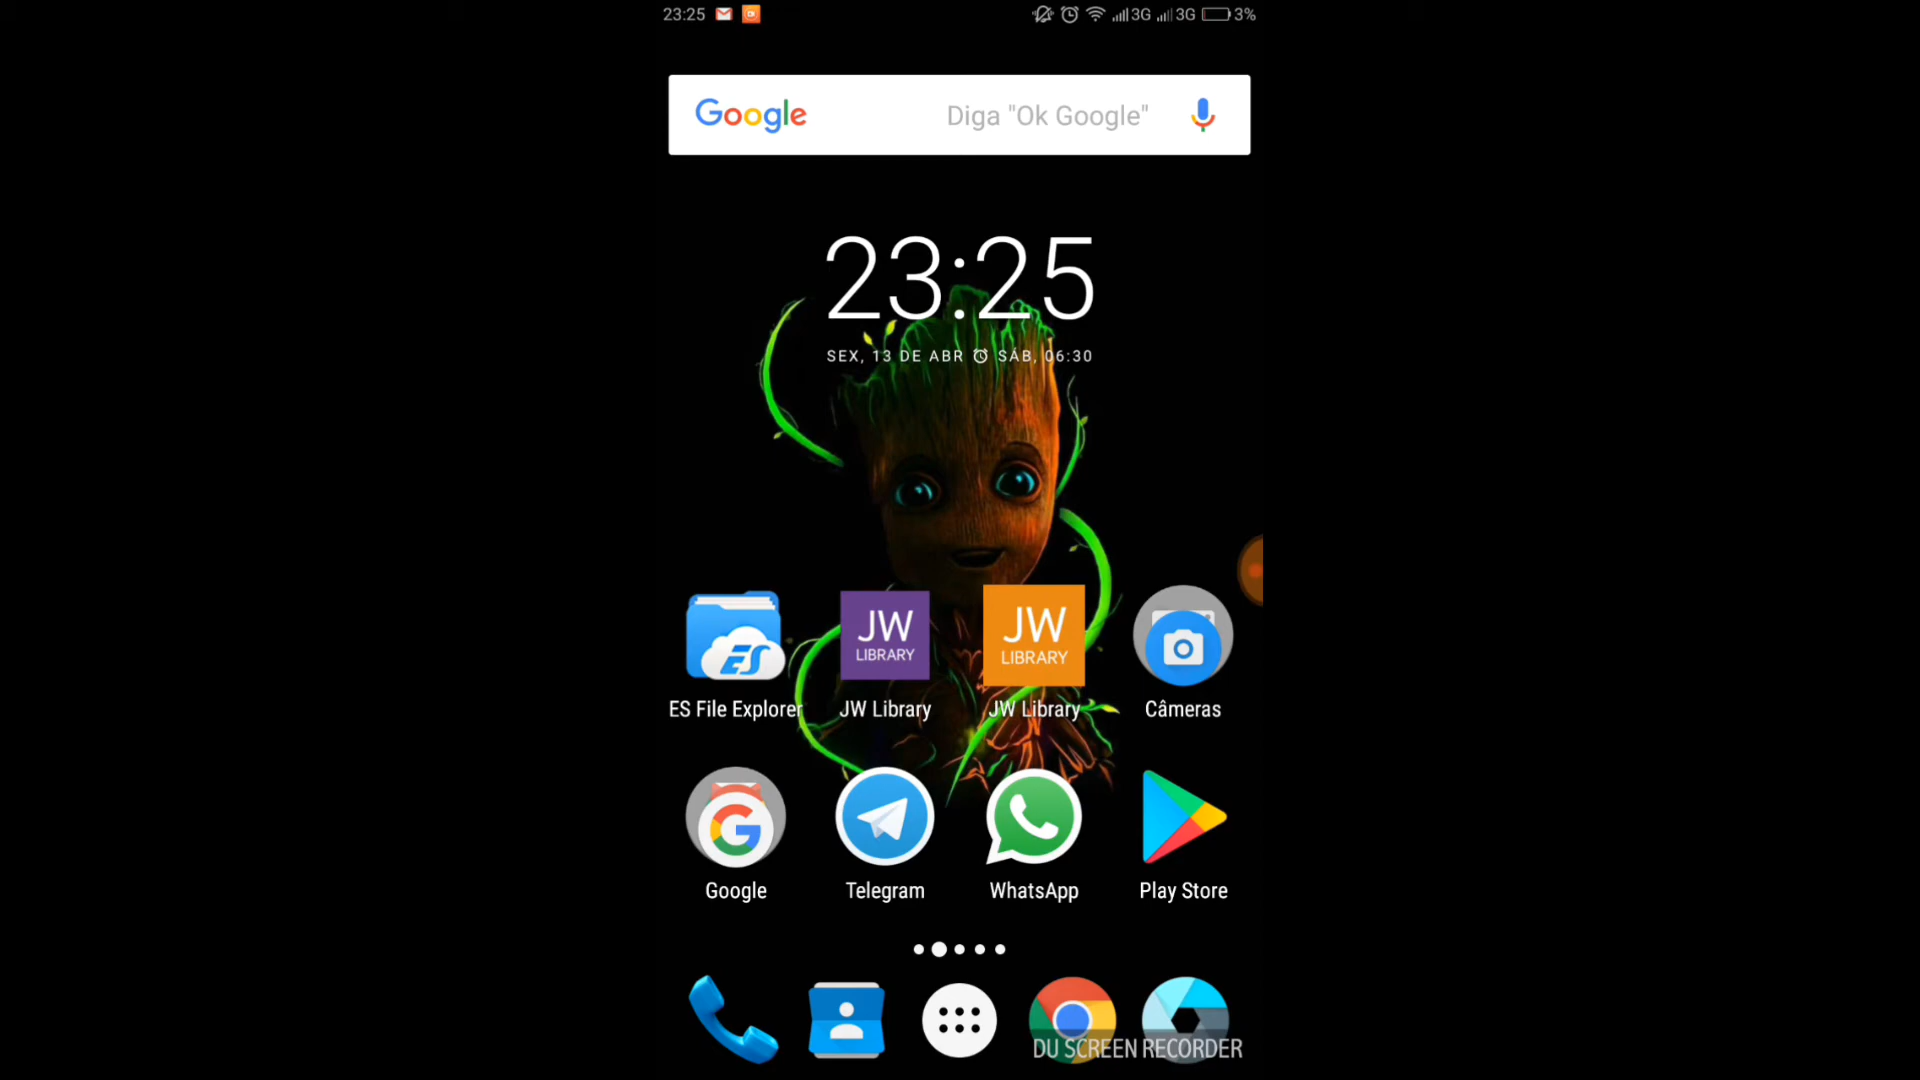 23:25
3G 3G 3%
Google Diga "Ok Google"
23:25
SEX, 13 DE ABR SÁB, 06:30
ES
JW
LIBRARY
JW
LIBRARY
ES File Explorer
JW Library
JW Library
Câmeras
G
Google
Telegram
WhatsApp
Play Store
DU SCREEN RECORDER